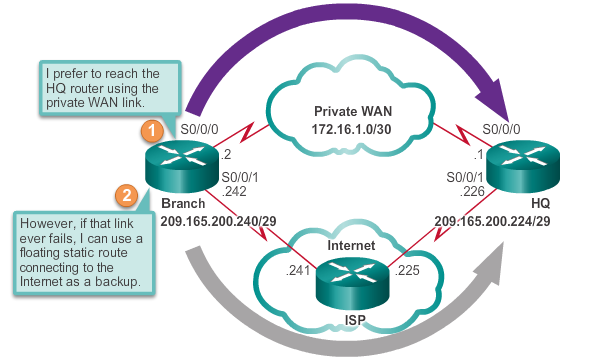 I prefer to reach the
HQ router using the
private WAN link.
1
S0/0/0
Private WAN
172.16.1.0/30
S0/0/0
.2
.1
S0/0/1
.242
S0/0/1
.226
2
Branch
HQ
209.165.200.240/29
209.165.200.224/29
However, if that link
ever fails, I can use a
floating static route
connecting to the
Internet as a backup.
Internet
.241
.225
ISP